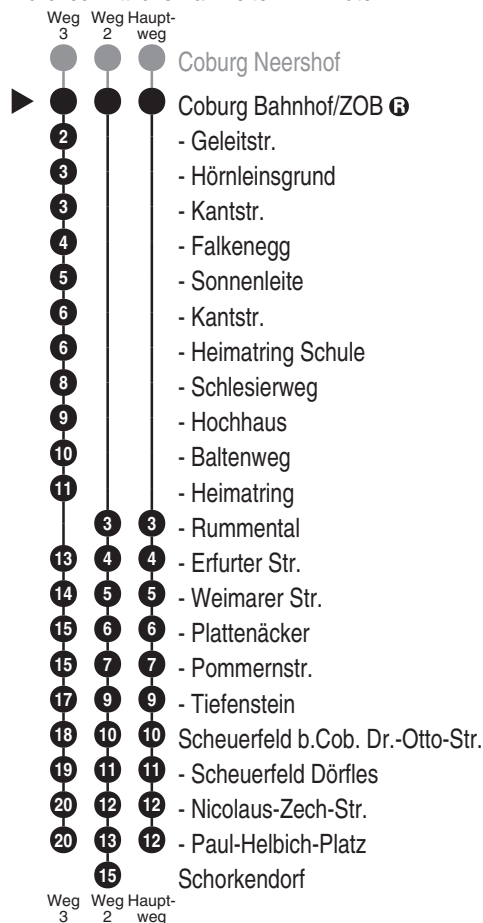 Weg Weg Haupt-
3 2 weg
Coburg Neershof
Coburg Bahnhof/ZOB R
2 - Geleitstr.
3 - Hörnleinsgrund
3 - Kantstr.
4 - Falkenegg
5 - Sonnenleite
6 - Kantstr.
6 - Heimatring Schule
8 - Schlesierweg
9 - Hochhaus
10 - Baltenweg
11 - Heimatring
3 3 - Rummental
13 4 4 - Erfurter Str.
14 5 5 - Weimarer Str.
15 6 6 - Plattenäcker
15 7 7 - Pommernstr.
17 9 9 - Tiefenstein
18 10 10 Scheuerfeld b.Cob. Dr.-Otto-Str.
19 11 11 - Scheuerfeld Dörfles
20 12 12 - Nicolaus-Zech-Str.
20 13 12 - Paul-Helbich-Platz
15 Schorkendorf
Weg Weg Haupt-
3 2 weg